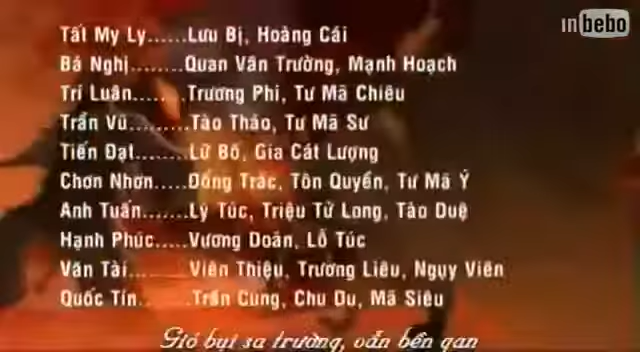 inbebo
Tất My Ly......Lưu Bị, Hoàng Cái
Bá Nghị........Quan Vân Trường, Mạnh Hoạch
Trí Luân..... .Trương Phi, Tư Mã Chiêu
Trần Vũ.........Tào Tháo, Tư Mã Sư
Tiến Đạt........Lữ Bố, Gia Cát Lượng
Chơn Nhơn.....Đổng Trác, Tôn Quyền, Tư Mã Ý
Anh Tuấn.......Lý Túc, Triệu Tử Long, Tào Duệ
Hạnh Phúc.....Vương Doãn, Lỗ Túc
Văn Tài.........Viên Thiệu, Trương Liêu, Ngụy Viên
Quốc Tín.. .....Trần Cung, Chu Du, Mã Siêu
Gió bụi sa trường, vẫn bền gan